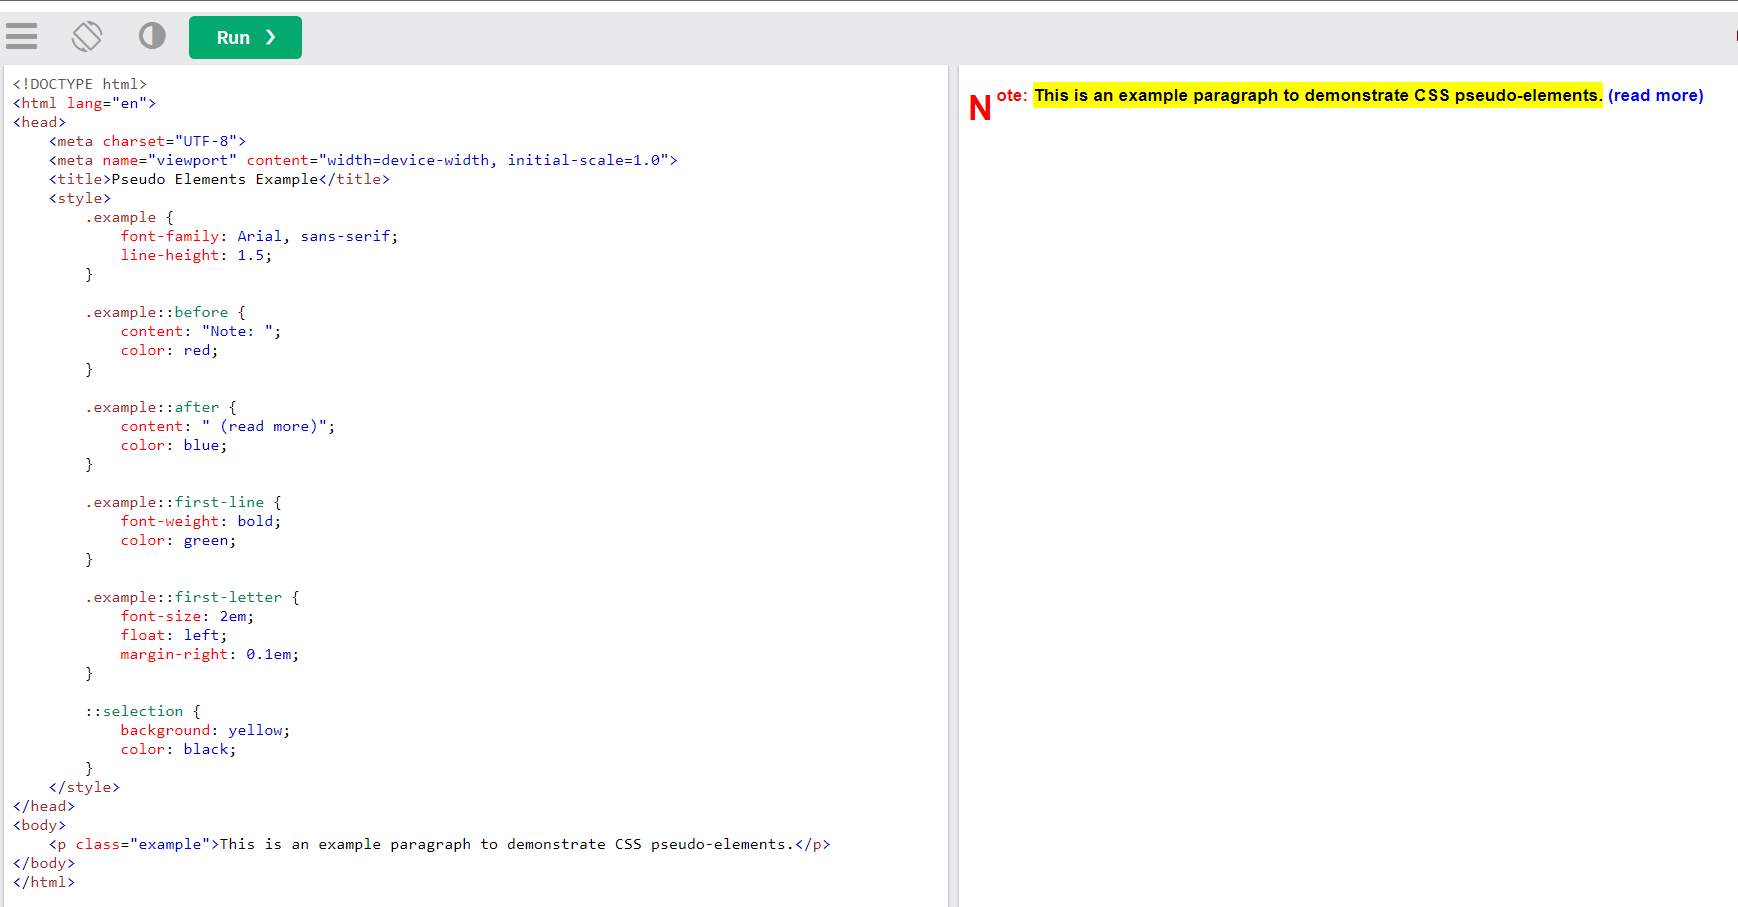 Run ❯
<!DOCTYPE html>
<html lang="en">
<head>
    <meta charset="UTF-8">
    <meta name="viewport" content="width=device-width, initial-scale=1.0">
    <title>Pseudo Elements Example</title>
    <style>
        .example {
            font-family: Arial, sans-serif;
            line-height: 1.5;
        }

        .example::before {
            content: "Note: ";
            color: red;
        }

        .example::after {
            content: " (read more)";
            color: blue;
        }

        .example::first-line {
            font-weight: bold;
            color: green;
        }

        .example::first-letter {
            font-size: 2em;
            float: left;
            margin-right: 0.1em;
        }

        ::selection {
            background: yellow;
            color: black;
        }
    </style>
</head>
<body>
    <p class="example">This is an example paragraph to demonstrate CSS pseudo-elements.</p>
</body>
</html>
Note: This is an example paragraph to demonstrate CSS pseudo-elements. (read more)